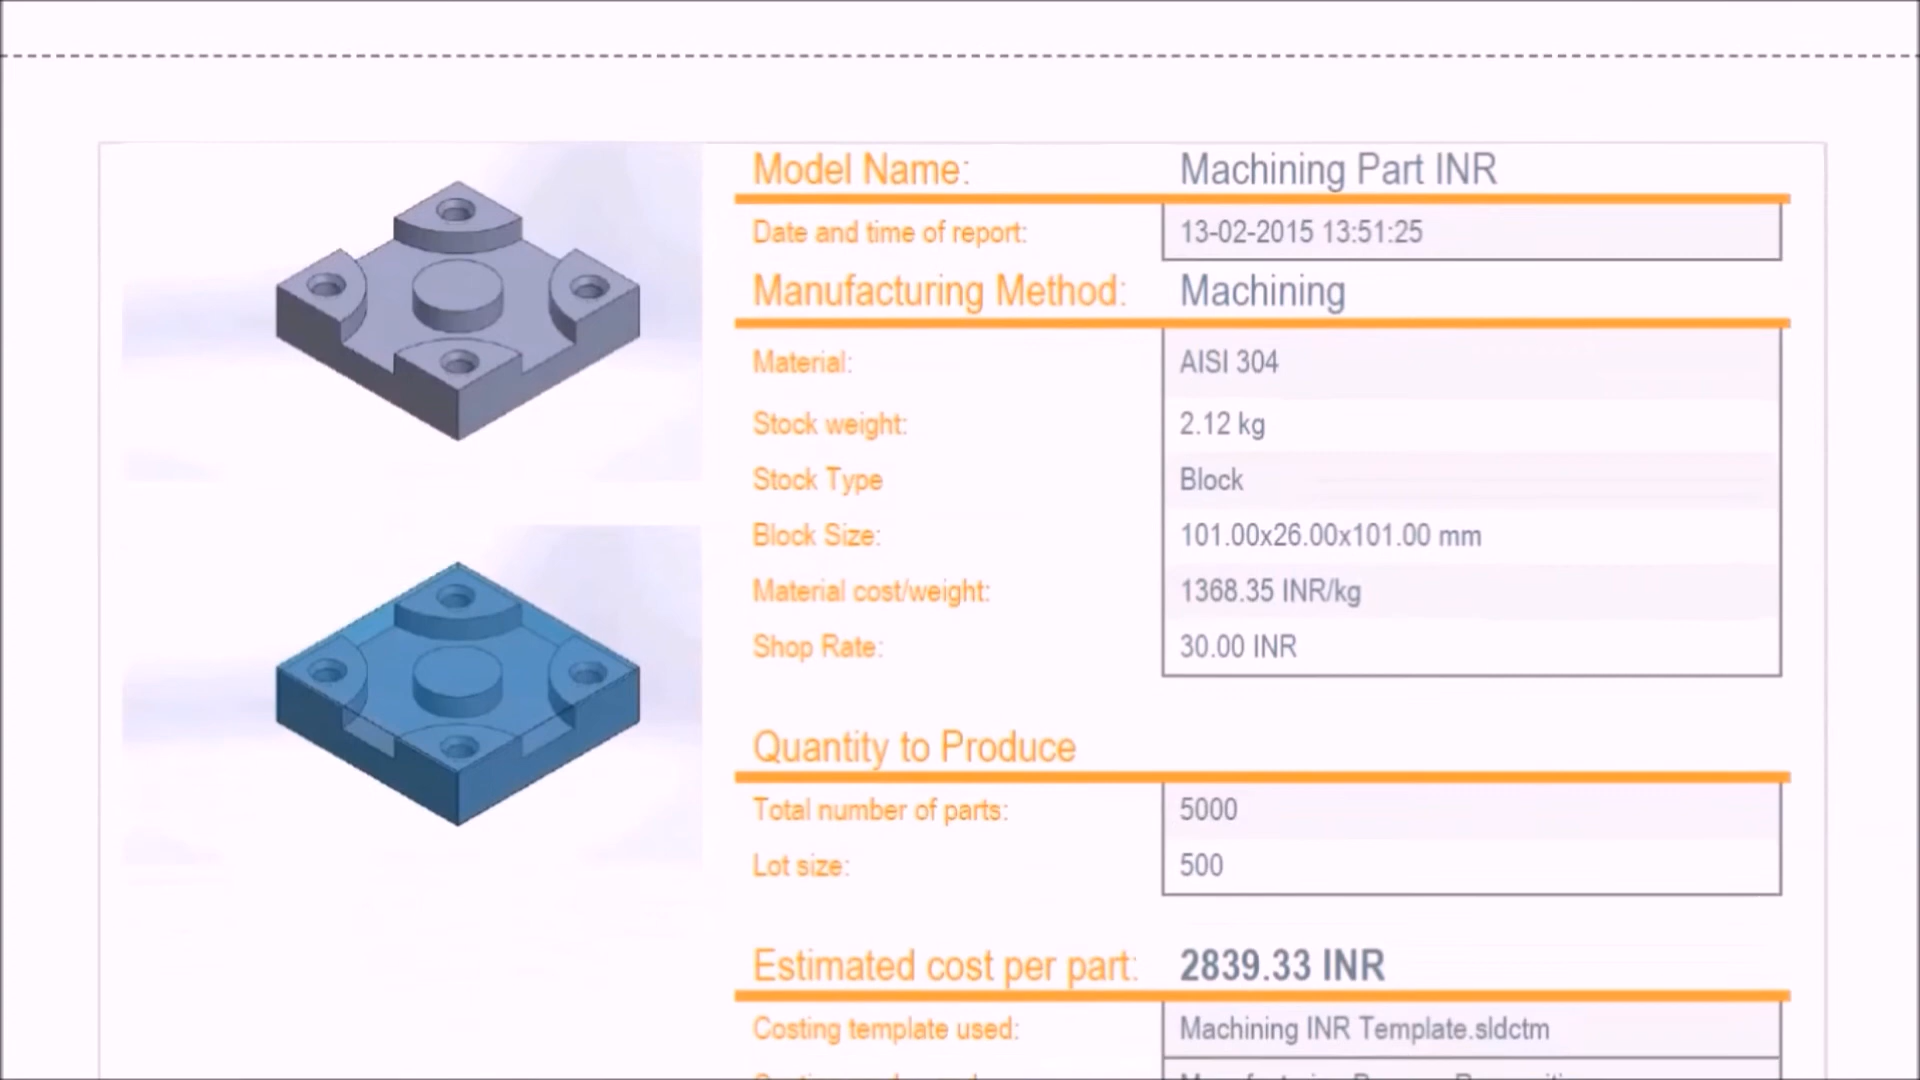 Model Name: Machining Part INR
Date and time of report: 13-02-2015 13:51:25
Manufacturing Method: Machining
Material: AISI 304
Stock weight: 2.12 kg
Stock Type Block
Block Size: 101.00x26.00x101.00 mm
Material cost/weight: 1368.35 INR/kg
Shop Rate: 30.00 INR
Quantity to Produce
Total number of parts: 5000
Lot size: 500
Estimated cost per part: 2839.33 INR
Costing template used: Machining INR Template.sldctm